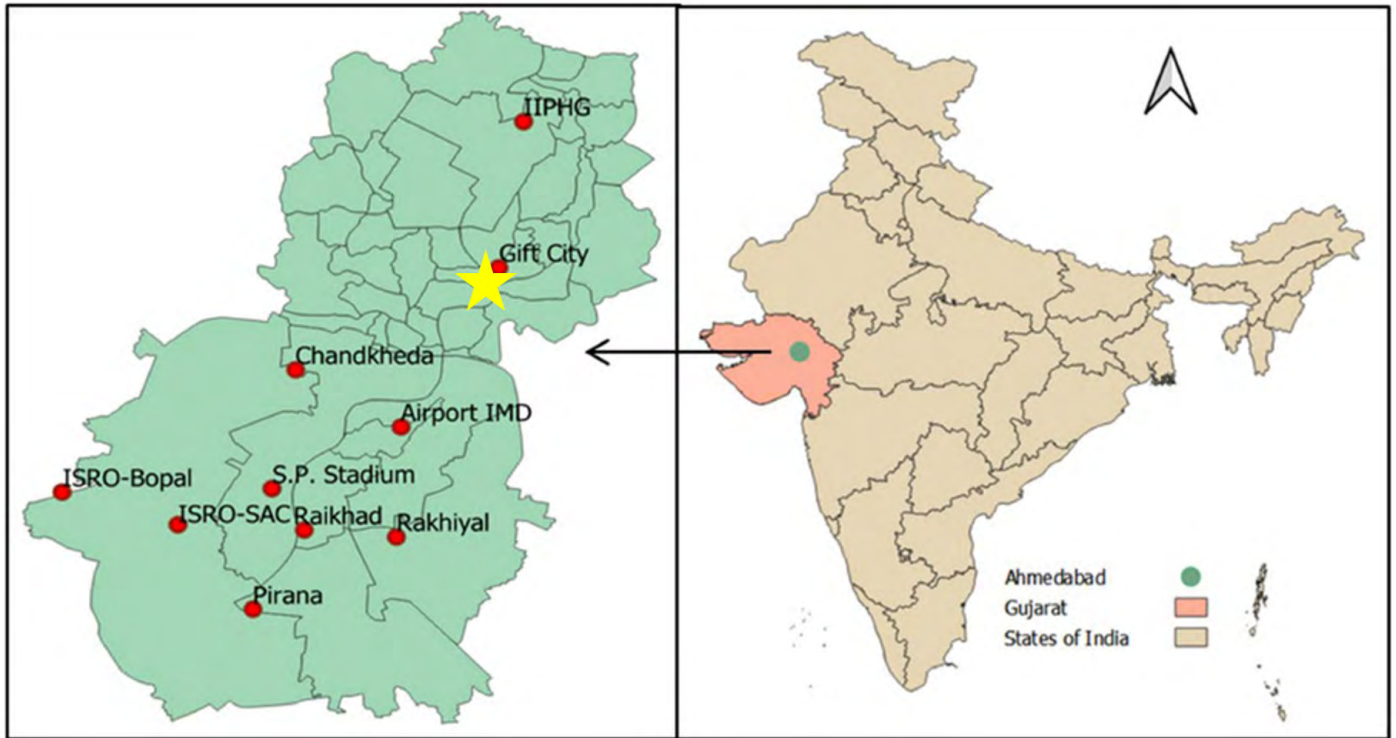 IIPHG
Gift City
Chandkheda
Airport IMD
ISRO-Bopal
S.P. Stadium
ISRO-SAC
Raikhad
Rakhiyal
Pirana
Ahmedabad
Gujarat
States of India